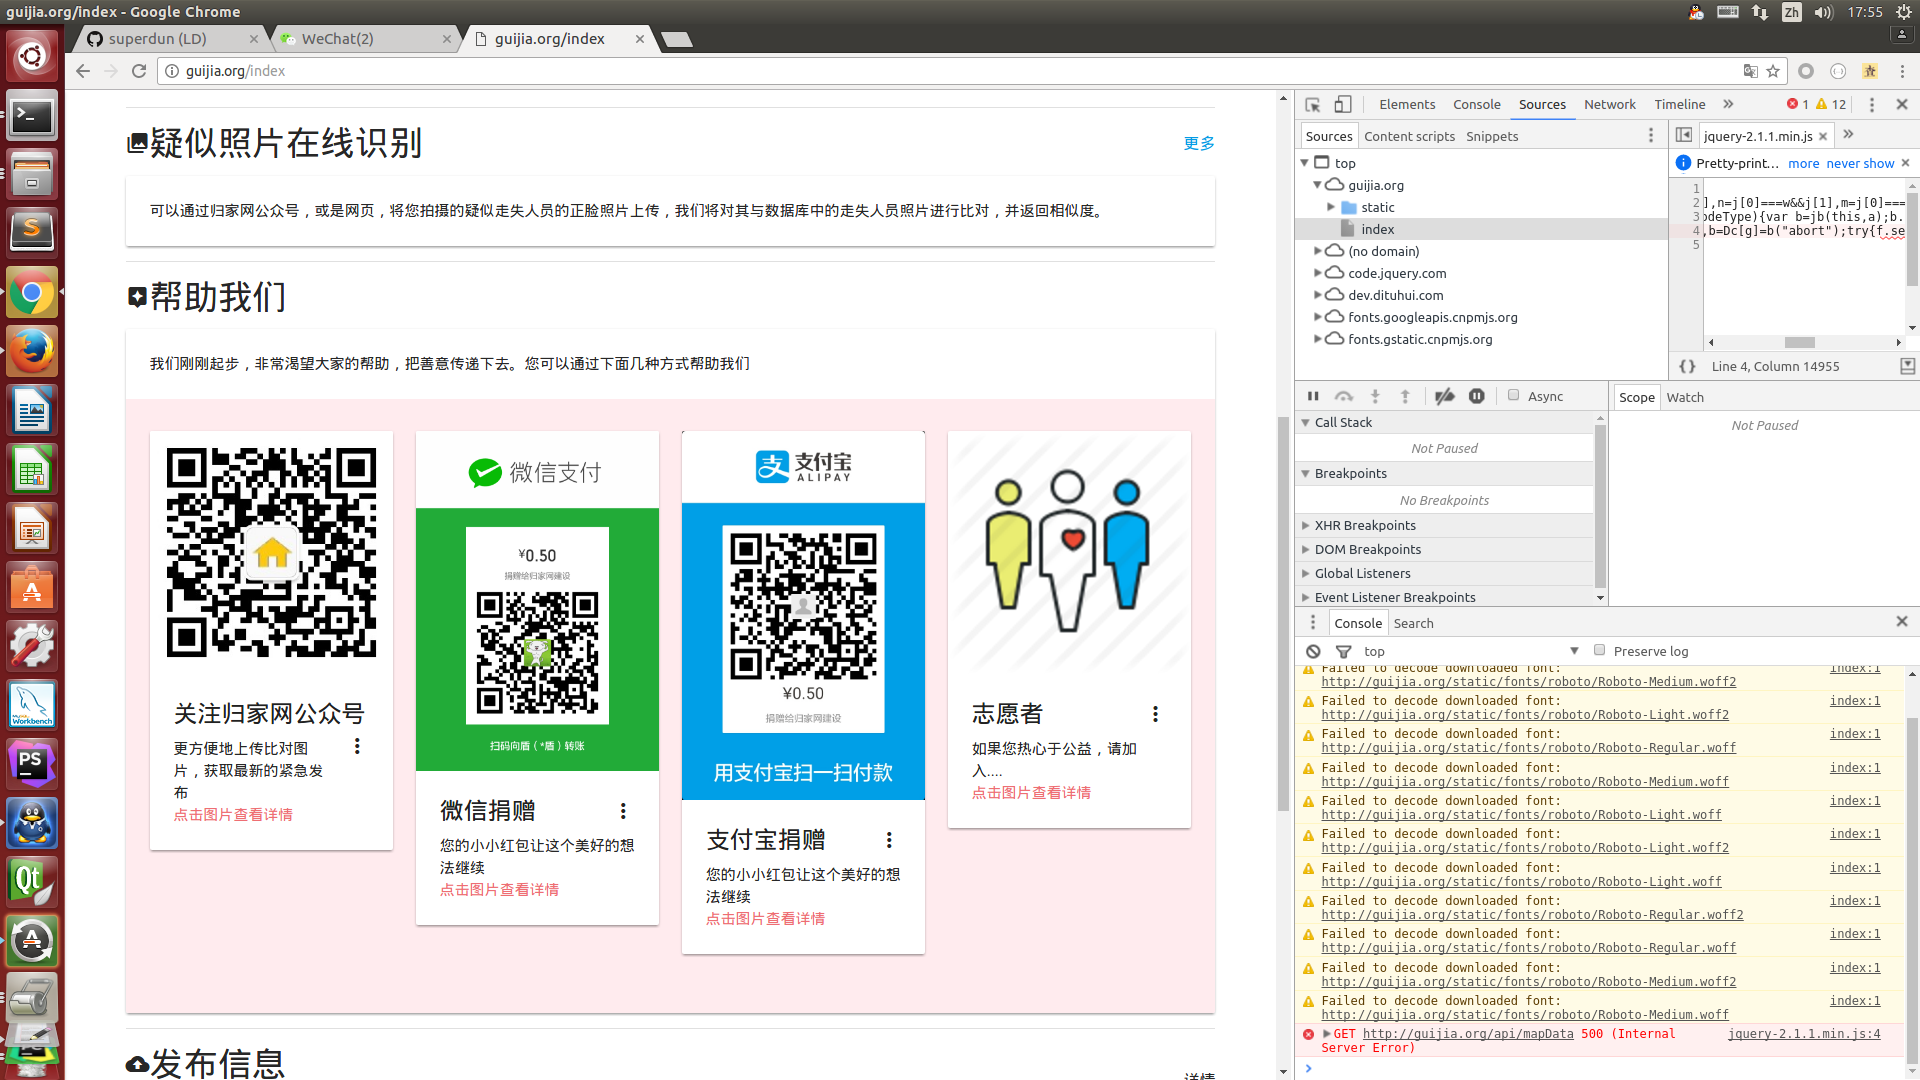 guijia.org/index - Google Chrome
Zh
17:55
superdun (LD)
WeChat(2)
guijia.org/index
guijia.org/index
疑似照片在线识别
更多
可以通过归家网公众号，或是网页，将您拍摄的疑似走失人员的正脸照片上传，我们将对其与数据库中的走失人员照片进行比对，并返回相似度。
帮助我们
我们刚刚起步，非常渴望大家的帮助，把善意传递下去。您可以通过下面几种方式帮助我们
关注归家网公众号
更方便地上传比对图
片，获取最新的紧急发
布
点击图片查看详情
微信支付
¥0.50
捐赠给归家网建设
扫码向盾（*盾）转账
微信捐赠
您的小小红包让这个美好的想
法继续
点击图片查看详情
支付宝
ALIPAY
¥0.50
捐赠给归家网建设
用支付宝扫一扫付款
支付宝捐赠
您的小小红包让这个美好的想
法继续
点击图片查看详情
志愿者
如果您热心于公益，请加
入....
点击图片查看详情
发布信息
详情
Elements Console Sources Network Timeline » 1 12
Sources Content scripts Snippets
top
guijia.org
static
index
(no domain)
code.jquery.com
dev.dituhui.com
fonts.googleapis.cnpmjs.org
fonts.gstatic.cnpmjs.org
jquery-2.1.1.min.js
Pretty-print... more never show
1
2 ],n=j[0]===w&&j[1],m=j[0]===
3 odeType){var b=jb(this,a);b.
4 ,b=Dc[g]=b("abort");try{f.se
5
{} Line 4, Column 14955
Async
Call Stack
Not Paused
Breakpoints
No Breakpoints
XHR Breakpoints
DOM Breakpoints
Global Listeners
Event Listener Breakpoints
Scope Watch
Not Paused
Console Search
top Preserve log
Failed to decode downloaded font: index:1
http://guijia.org/static/fonts/roboto/Roboto-Medium.woff2
Failed to decode downloaded font: index:1
http://guijia.org/static/fonts/roboto/Roboto-Light.woff2
Failed to decode downloaded font: index:1
http://guijia.org/static/fonts/roboto/Roboto-Regular.woff
Failed to decode downloaded font: index:1
http://guijia.org/static/fonts/roboto/Roboto-Medium.woff
Failed to decode downloaded font: index:1
http://guijia.org/static/fonts/roboto/Roboto-Light.woff
Failed to decode downloaded font: index:1
http://guijia.org/static/fonts/roboto/Roboto-Light.woff2
Failed to decode downloaded font: index:1
http://guijia.org/static/fonts/roboto/Roboto-Light.woff
Failed to decode downloaded font: index:1
http://guijia.org/static/fonts/roboto/Roboto-Regular.woff2
Failed to decode downloaded font: index:1
http://guijia.org/static/fonts/roboto/Roboto-Regular.woff
Failed to decode downloaded font: index:1
http://guijia.org/static/fonts/roboto/Roboto-Medium.woff2
Failed to decode downloaded font: index:1
http://guijia.org/static/fonts/roboto/Roboto-Medium.woff
GET http://guijia.org/api/mapData 500 (Internal jquery-2.1.1.min.js:4
Server Error)
Workbench
PS
Qt